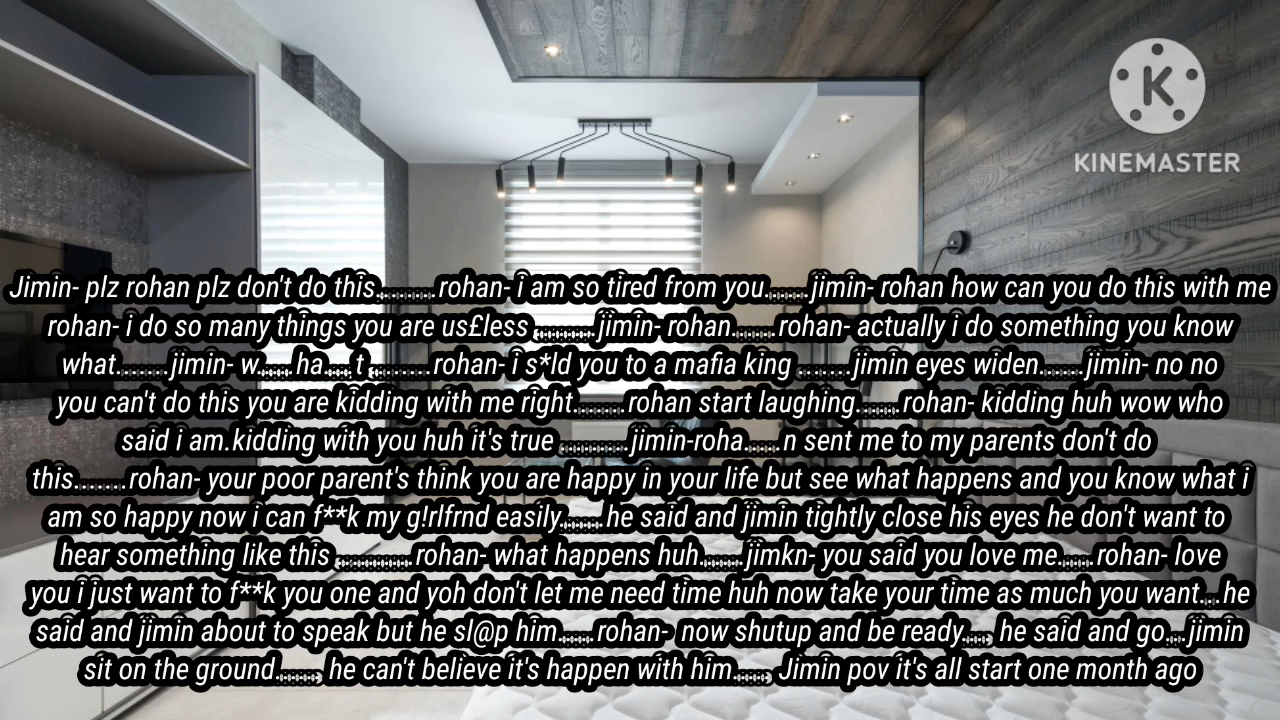 KINEMASTER
Jimin- plz rohan plz don't do this.............rohan- i am so tired from you..........jimin- rohan how can you do this with me
rohan- i do so many things you are us£less .............jimin- rohan..........rohan- actually i do something you know
what...........jimin- w.......ha.......t .............rohan- i s*ld you to a mafia king ..........jimin eyes widen..........jimin- no no
you can't do this you are kidding with me right...........rohan start laughing..........rohan- kidding huh wow who
said i am.kidding with you huh it's true ...............jimin-roha.......n sent me to my parents don't do
this...........rohan- your poor parent's think you are happy in your life but see what happens and you know what i
am so happy now i can f**k my g!rlfrnd easily..........he said and jimin tightly close his eyes he don't want to
hear something like this .................rohan- what happens huh..........jimkn- you said you love me........rohan- love
you i just want to f**k you one and yoh don't let me need time huh now take your time as much you want.....he
said and jimin about to speak but he sl@p him........rohan- now shutup and be ready...... he said and go.....jimin
sit on the ground.......... he can't believe it's happen with him......... Jimin pov it's all start one month ago